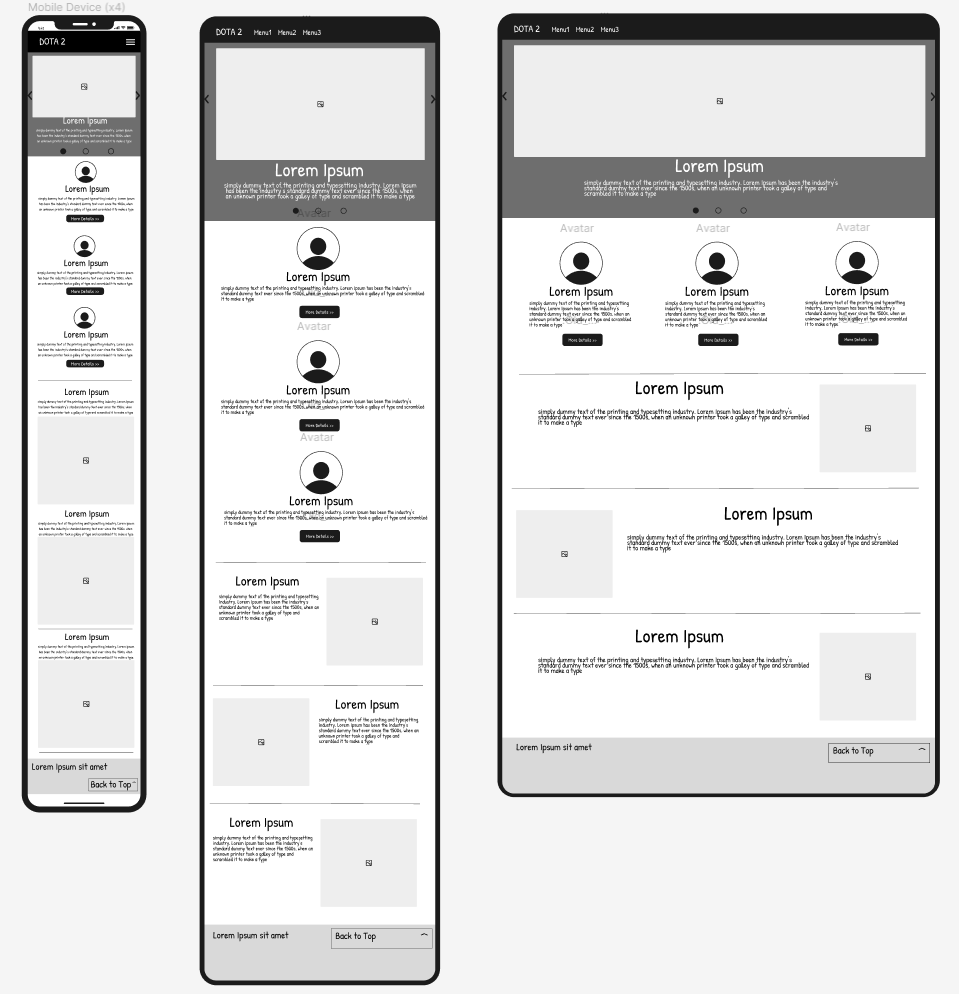 Mobile Device (x4)
DOTA 2
Lorem Ipsum
simply dummy text of the printing and typesetting industry. Lorem Ipsum
has been the industry's standard dummy text ever since the 1500s, when
an unknown printer took a galley of type and scrambled it to make a type
Lorem Ipsum
simply dummy text of the printing and typesetting industry. Lorem Ipsum
has been the industry's standard dummy text ever since the 1500s, when
an unknown printer took a galley of type and scrambled it to make a type
More Details >>
Lorem Ipsum
simply dummy text of the printing and typesetting industry. Lorem Ipsum
has been the industry's standard dummy text ever since the 1500s, when
an unknown printer took a galley of type and scrambled it to make a type
More Details >>
Lorem Ipsum
simply dummy text of the printing and typesetting industry. Lorem Ipsum
has been the industry's standard dummy text ever since the 1500s, when
an unknown printer took a galley of type and scrambled it to make a type
More Details >>
Lorem Ipsum
simply dummy text of the printing and typesetting industry. Lorem Ipsum
has been the industry's standard dummy text ever since the 1500s, when
an unknown printer took a galley of type and scrambled it to make a type
Lorem Ipsum
simply dummy text of the printing and typesetting industry. Lorem Ipsum
has been the industry's standard dummy text ever since the 1500s, when
Lorem Ipsum
simply dummy text of the printing and typesetting industry. Lorem Ipsum
has been the industry's standard dummy text ever since the 1500s, when
an unknown printer took a galley of type and scrambled it to make a type
Lorem Ipsum sit amet
Back to Top
DOTA 2 Menu1 Menu2 Menu3
Lorem Ipsum
simply dummy text of the printing and typesetting industry. Lorem Ipsum
has been the industry's standard dummy text ever since the 1500s, when
an unknown printer took a galley of type and scrambled it to make a type
Avatar
Lorem Ipsum
simply dummy text of the printing and typesetting industry. Lorem Ipsum has been the industry's
standard dummy text ever since the 1500s, when an unknown printer took a galley of type and scrambled
it to make a type
More Details >>
Avatar
Lorem Ipsum
simply dummy text of the printing and typesetting industry. Lorem Ipsum has been the industry's
standard dummy text ever since the 1500s, when an unknown printer took a galley of type and scrambled
it to make a type
More Details >>
Avatar
Lorem Ipsum
simply dummy text of the printing and typesetting industry. Lorem Ipsum has been the industry's
standard dummy text ever since the 1500s, when an unknown printer took a galley of type and scrambled
it to make a type
More Details >>
Lorem Ipsum
simply dummy text of the printing and typesetting
industry. Lorem Ipsum has been the industry's
standard dummy text ever since the 1500s, when an
unknown printer took a galley of type and
scrambled it to make a type
Lorem Ipsum
simply dummy text of the printing and typesetting
industry. Lorem Ipsum has been the industry's
standard dummy text ever since the 1500s, when an
unknown printer took a galley of type and
scrambled it to make a type
Lorem Ipsum
simply dummy text of the printing and typesetting
industry. Lorem Ipsum has been the industry's
standard dummy text ever since the 1500s, when an
unknown printer took a galley of type and
scrambled it to make a type
Lorem Ipsum sit amet
Back to Top
DOTA 2 Menu1 Menu2 Menu3
Lorem Ipsum
simply dummy text of the printing and typesetting industry. Lorem Ipsum has been the industry's
standard dummy text ever since the 1500s, when an unknown printer took a galley of type and
scrambled it to make a type
Avatar
Lorem Ipsum
simply dummy text of the printing and typesetting
industry. Lorem Ipsum has been the industry's
standard dummy text ever since the 1500s, when an
unknown printer took a galley of type and scrambled
it to make a type
More Details >>
Avatar
Lorem Ipsum
simply dummy text of the printing and typesetting
industry. Lorem Ipsum has been the industry's
standard dummy text ever since the 1500s, when an
unknown printer took a galley of type and scrambled
it to make a type
More Details >>
Avatar
Lorem Ipsum
simply dummy text of the printing and typesetting
industry. Lorem Ipsum has been the industry's
standard dummy text ever since the 1500s, when an
unknown printer took a galley of type and scrambled
it to make a type
More Details >>
Lorem Ipsum
simply dummy text of the printing and typesetting industry. Lorem Ipsum has been the industry's
standard dummy text ever since the 1500s, when an unknown printer took a galley of type and scrambled
it to make a type
Lorem Ipsum
simply dummy text of the printing and typesetting industry. Lorem Ipsum has been the industry's
standard dummy text ever since the 1500s, when an unknown printer took a galley of type and scrambled
it to make a type
Lorem Ipsum
simply dummy text of the printing and typesetting industry. Lorem Ipsum has been the industry's
standard dummy text ever since the 1500s, when an unknown printer took a galley of type and scrambled
it to make a type
Lorem Ipsum sit amet
Back to Top